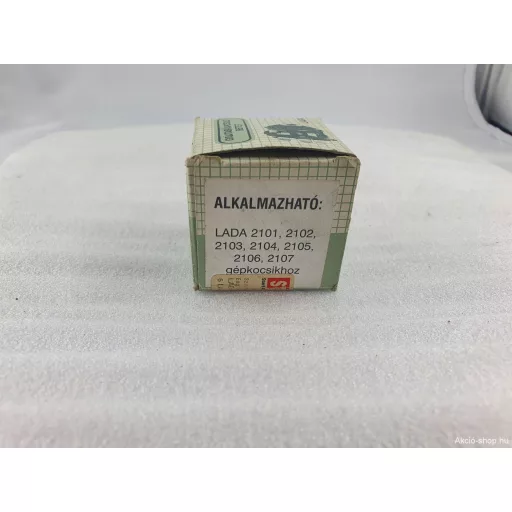 ALKALMAZHATÓ:
LADA 2101, 2102,
2103, 2104, 2105,
2106, 2107
gépkocsikhoz
S
Akcio-shop.hu